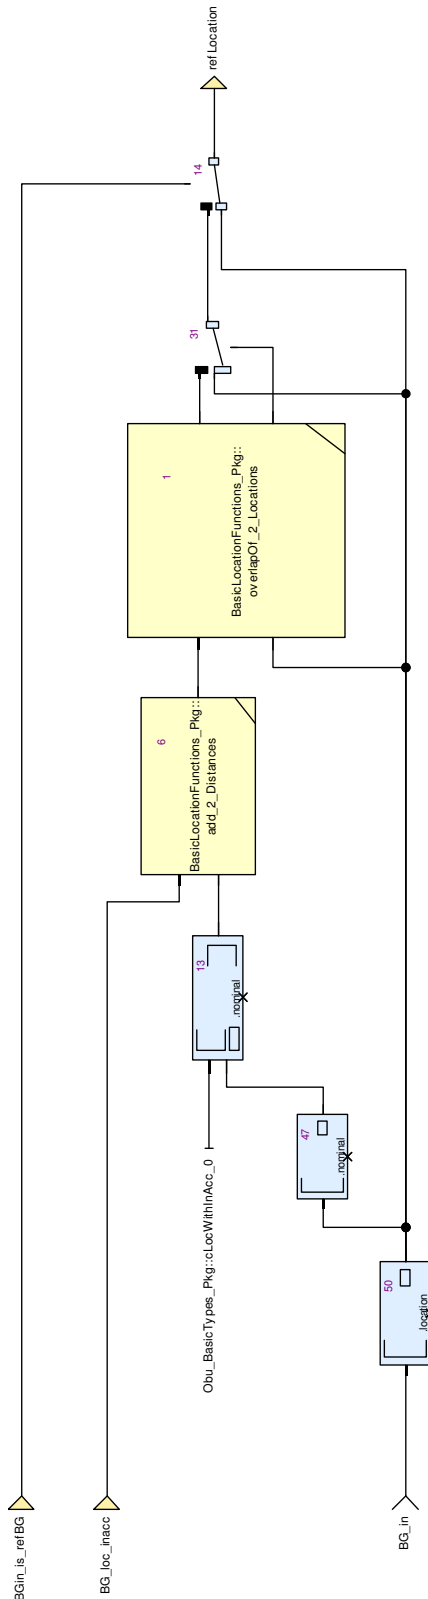 refLocation
14
31
1
BasicLocationFunctions_Pkg::
overlapOf_2_Locations
6
BasicLocationFunctions_Pkg::
add_2_Distances
13
.nominal
47
.nominal
Obu_BasicTypes_Pkg::cLocWithInAcc_0
50
.location
BGin_is_refBG
BG_loc_inacc
BG_in